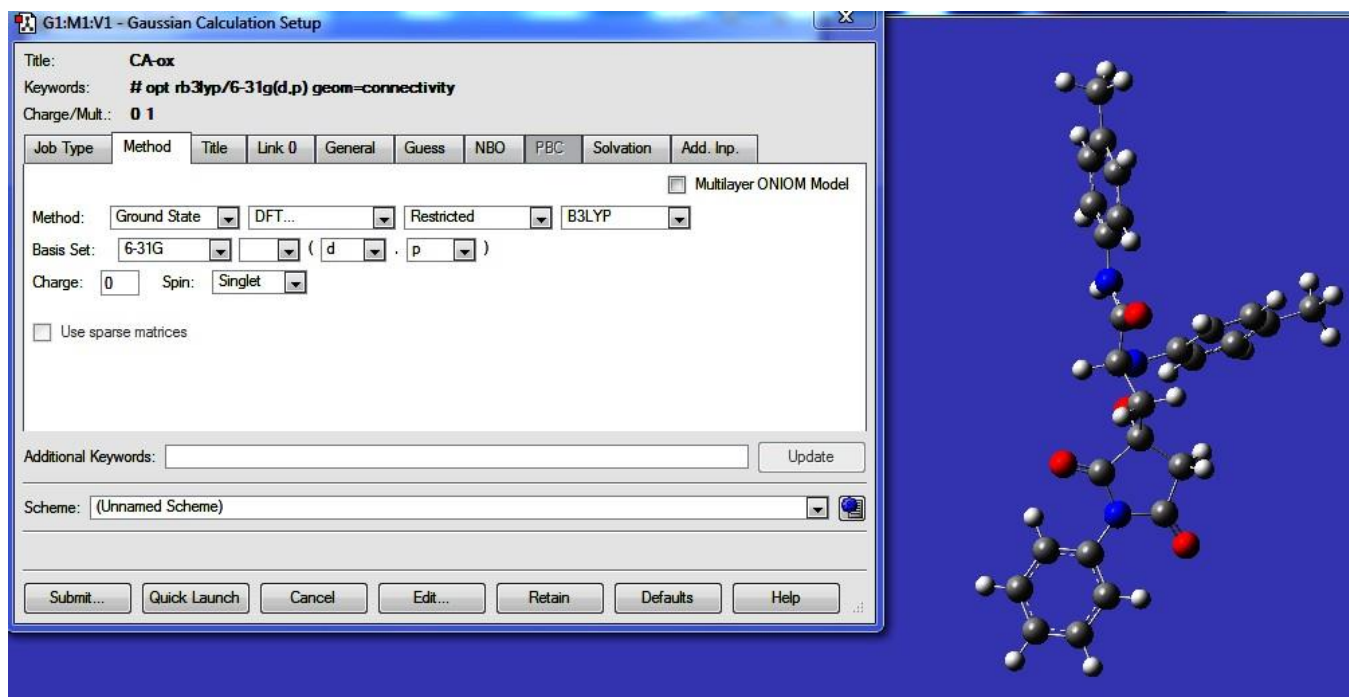 G1:M1:V1 - Gaussian Calculation Setup
X
Title: CA-ox
Keywords: # opt rb3lyp/6-31g(d,p) geom=connectivity
Charge/Mult.: 0 1
Job Type Method Title Link 0 General Guess NBO PBC Solvation Add. Inp.
Multilayer ONIOM Model
Method: Ground State DFT... Restricted B3LYP
Basis Set: 6-31G ( d , p )
Charge: 0 Spin: Singlet
Use sparse matrices
Additional Keywords: Update
Scheme: (Unnamed Scheme)
Submit... Quick Launch Cancel Edit... Retain Defaults Help